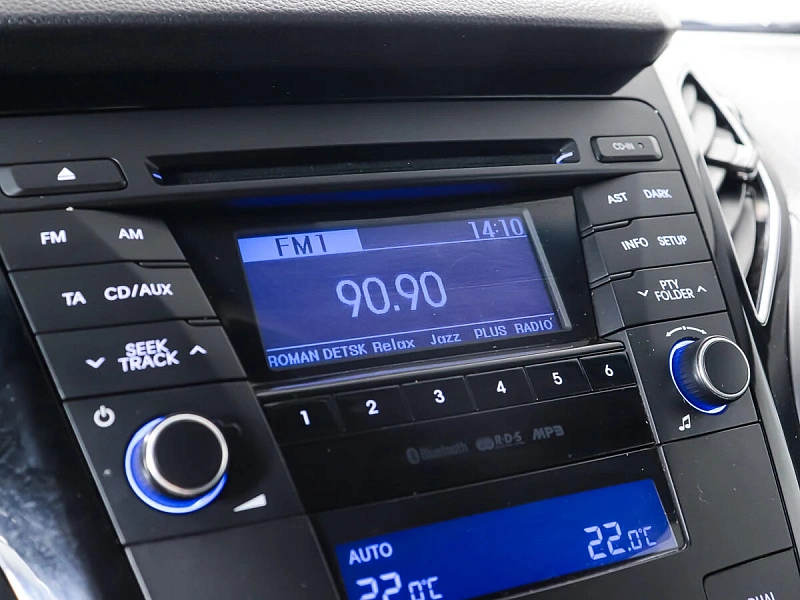 CD-IN
AST DARK
FM AM
FM1 14:10
INFO SETUP
TA CD/AUX
90.90
PTY
FOLDER
SEEK
TRACK
ROMAN DETSK Relax Jazz PLUS RADIO
1 2 3 4 5 6
Bluetooth R·D·S MP3
AUTO
22.0°C
22.0°C